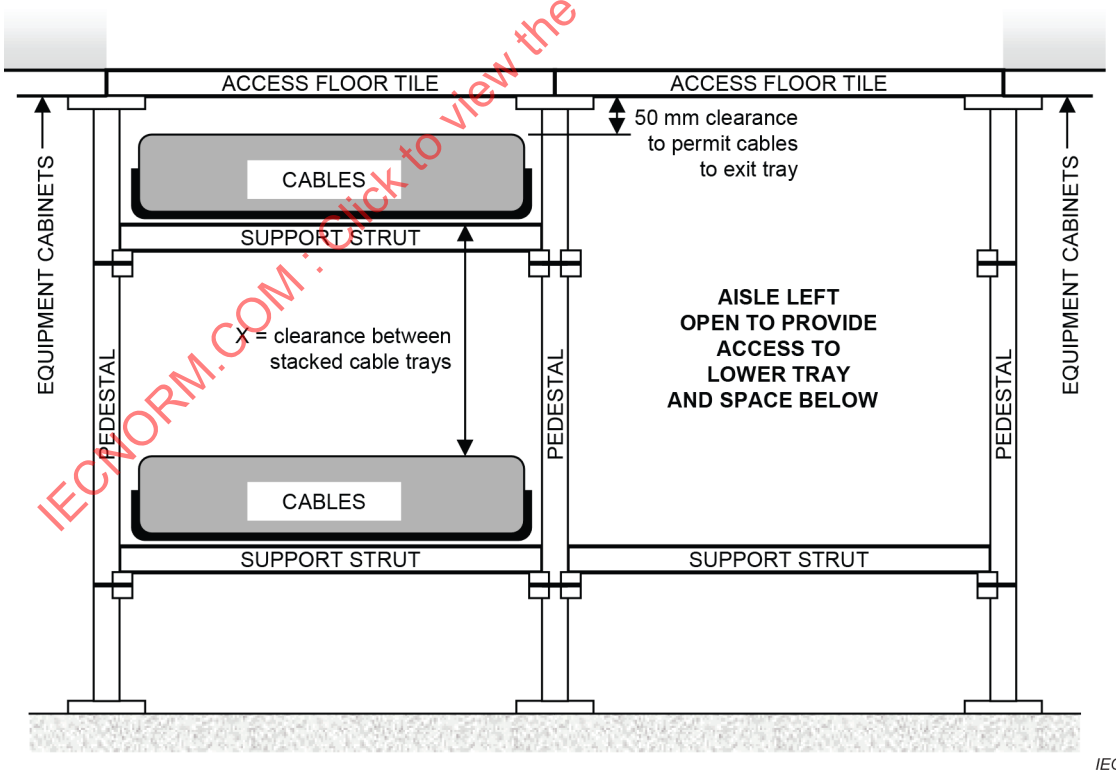 ACCESS FLOOR TILE
ACCESS FLOOR TILE
50 mm clearance
to permit cables
to exit tray
CABLES
SUPPORT STRUT
EQUIPMENT CABINETS
EQUIPMENT CABINETS
AISLE LEFT
OPEN TO PROVIDE
ACCESS TO
LOWER TRAY
AND SPACE BELOW
X = clearance between
stacked cable trays
PEDESTAL
PEDESTAL
PEDESTAL
CABLES
SUPPORT STRUT
SUPPORT STRUT
IECNORM.COM : Click to view the